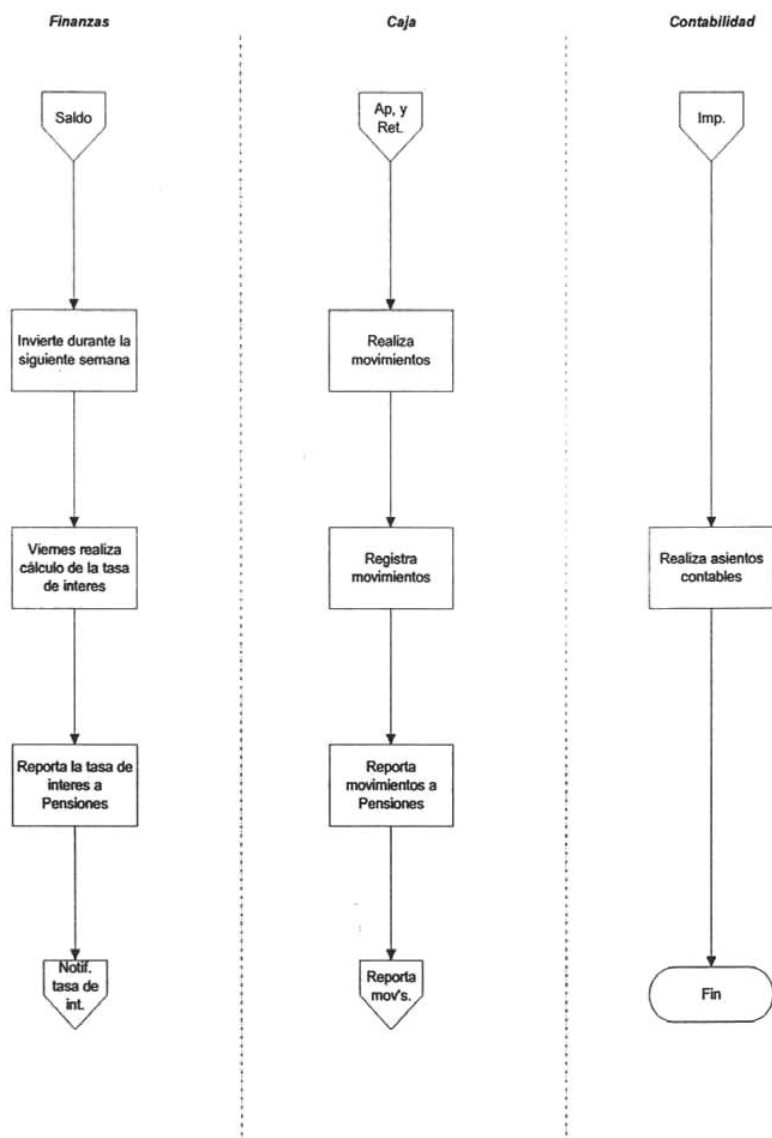 Finanzas
Caja
Contabilidad
Saldo
Ap, y
Ret.
Imp.
Invierte durante la
siguiente semana
Realiza
movimientos
Viernes realiza
cálculo de la tasa
de interes
Registra
movimientos
Realiza asientos
contables
Reporta la tasa de
interes a
Pensiones
Reporta
movimientos a
Pensiones
Notif.
tasa de
int.
Reporta
mov's.
Fin